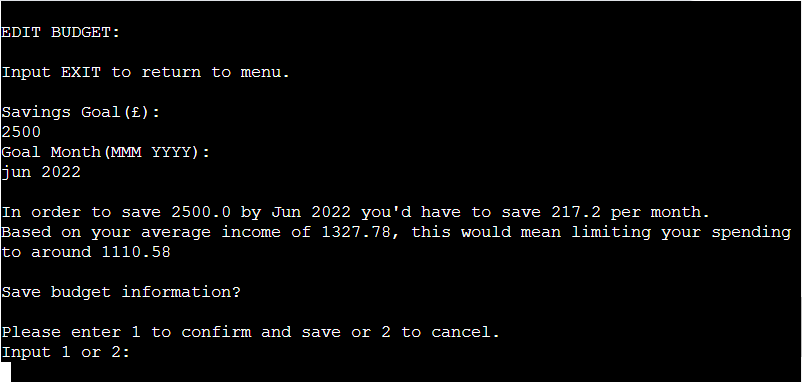 EDIT BUDGET:
Input EXIT to return to menu.
Savings Goal(£):
2500
Goal Month(MMM YYYY):
jun 2022
In order to save 2500.0 by Jun 2022 you'd have to save 217.2 per month.
Based on your average income of 1327.78, this would mean limiting your spending
to around 1110.58
Save budget information?
Please enter 1 to confirm and save or 2 to cancel.
Input 1 or 2: